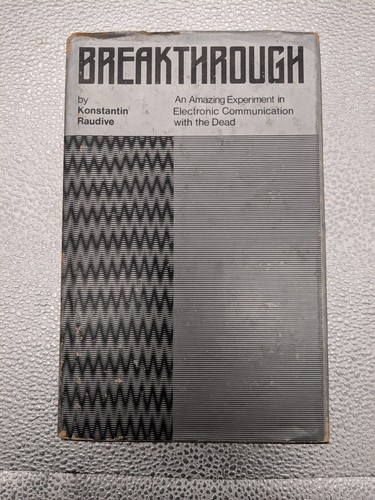 BREAKTHROUGH
by
Konstantin
Raudive
An Amazing Experiment in
Electronic Communication
with the Dead